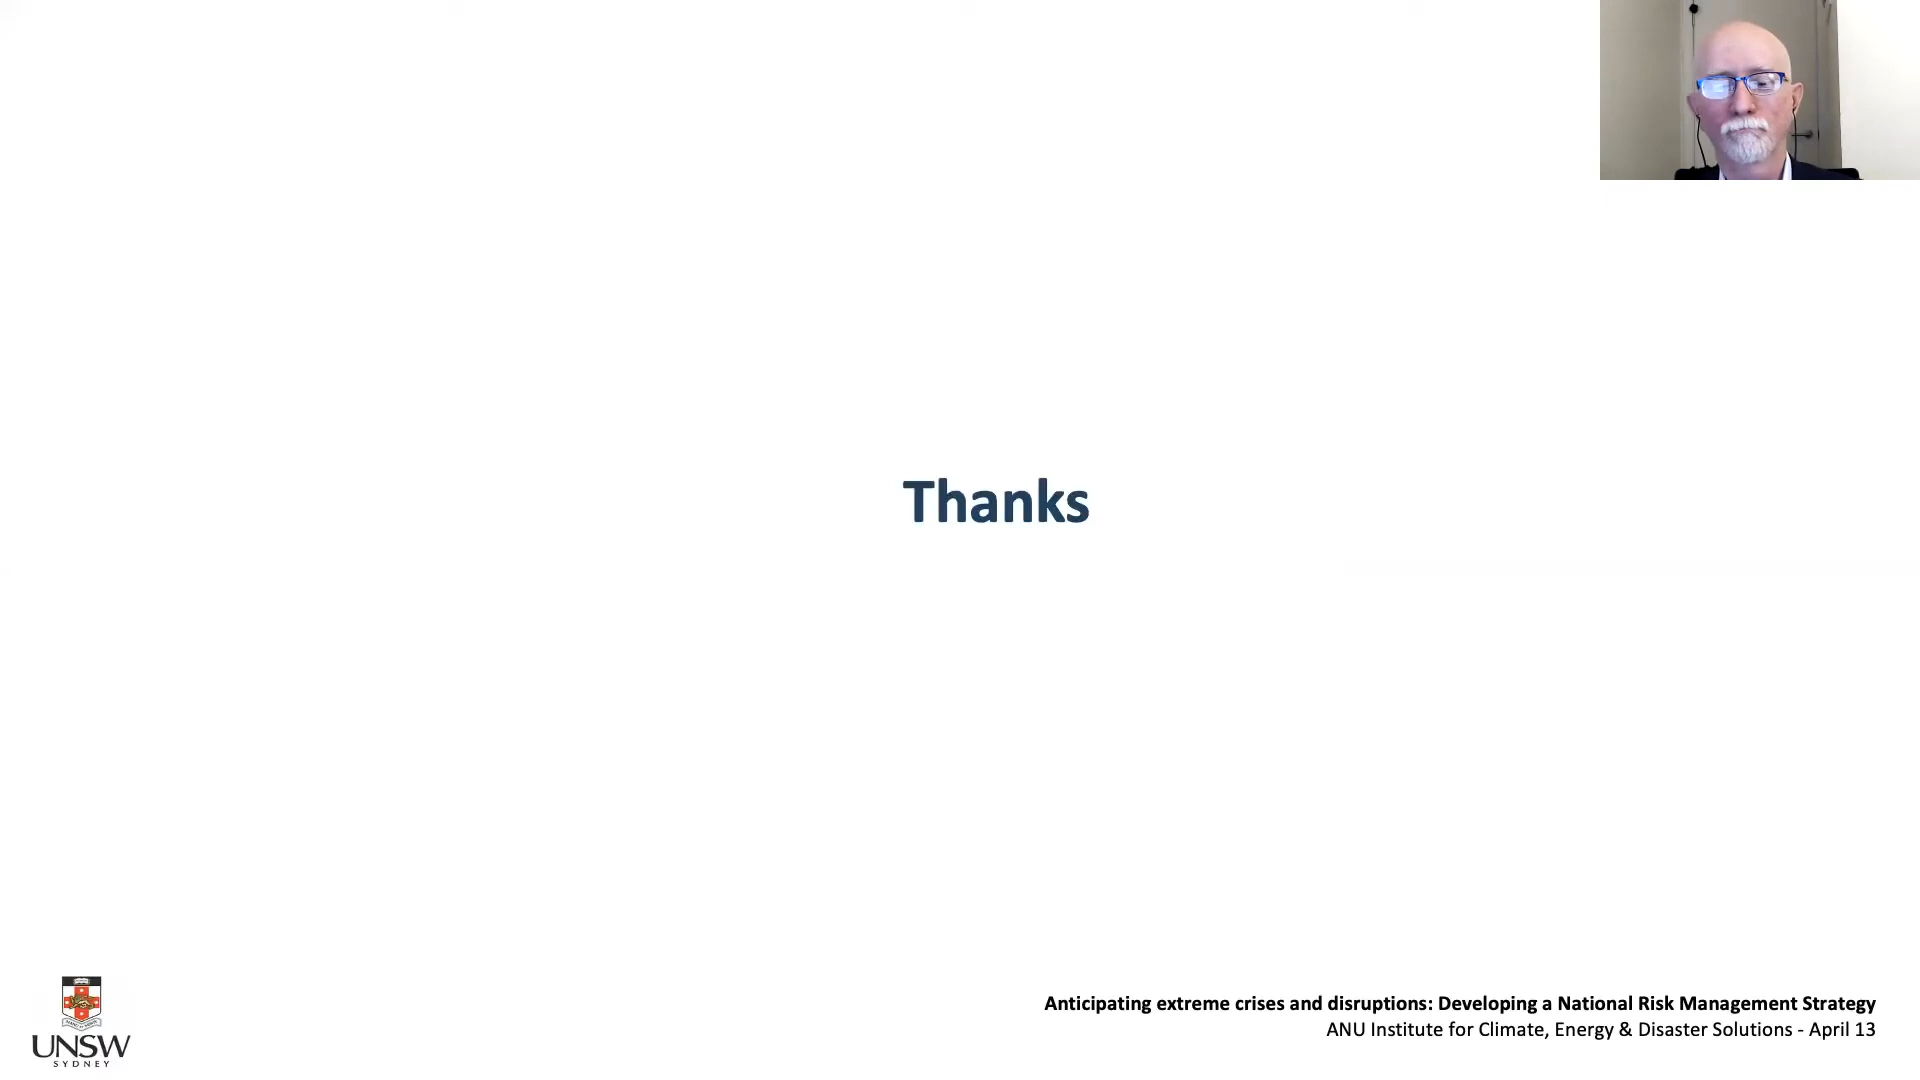 Thanks
UNSW
SYDNEY
Anticipating extreme crises and disruptions: Developing a National Risk Management Strategy
ANU Institute for Climate, Energy & Disaster Solutions - April 13